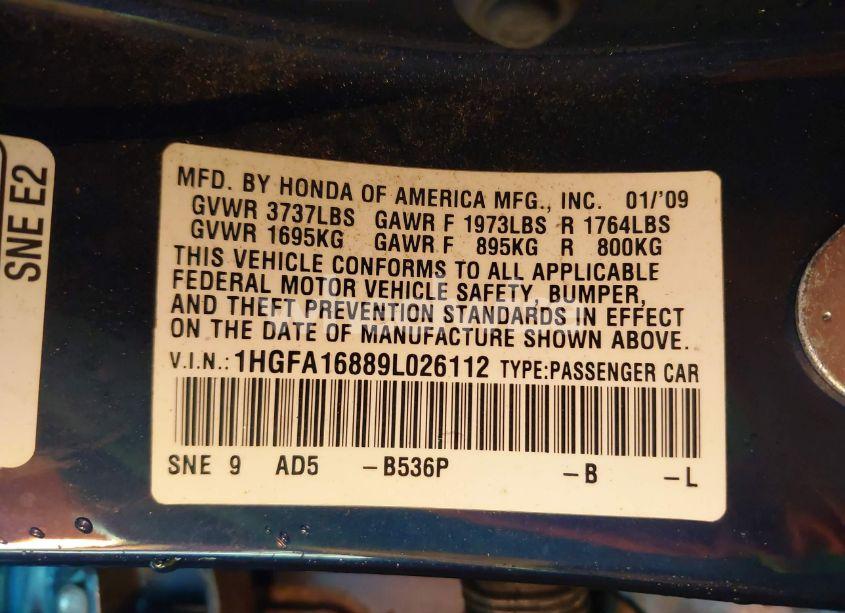 SNE E2
MFD. BY HONDA OF AMERICA MFG., INC. 01/'09
GVWR 3737LBS GAWR F 1973LBS R 1764LBS
GVWR 1695KG GAWR F 895KG R 800KG
THIS VEHICLE CONFORMS TO ALL APPLICABLE
FEDERAL MOTOR VEHICLE SAFETY, BUMPER,
AND THEFT PREVENTION STANDARDS IN EFFECT
ON THE DATE OF MANUFACTURE SHOWN ABOVE.
V.I.N.: 1HGFA16889L026112 TYPE:PASSENGER CAR
SNE 9 AD5 -B536P -B -L